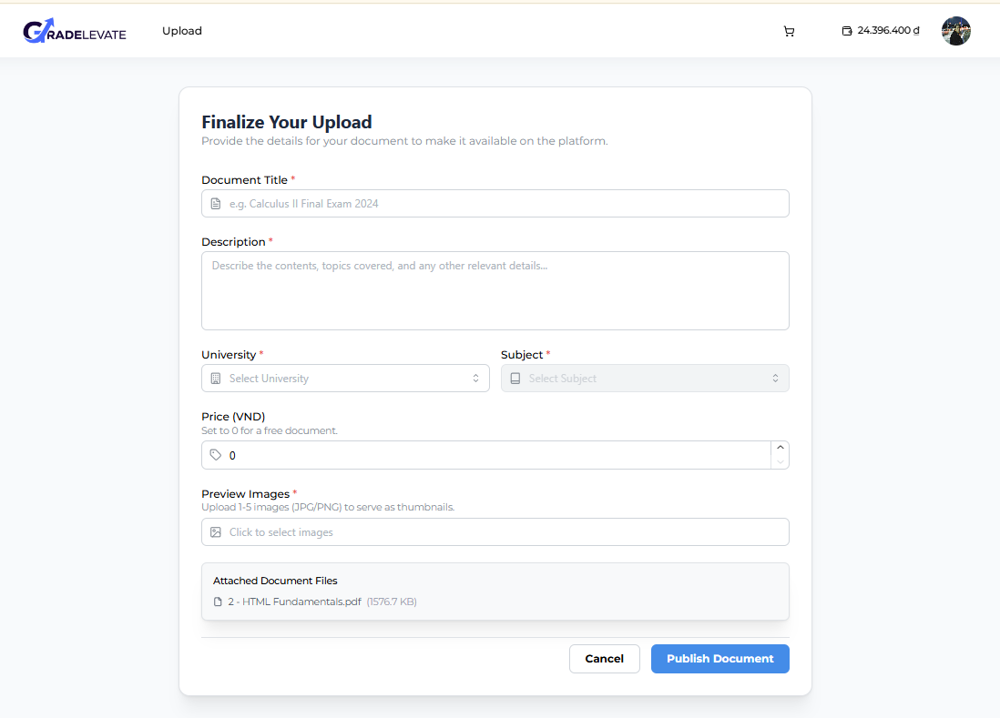 GRADELEVATE
Upload
24.396.400 ₫
Finalize Your Upload
Provide the details for your document to make it available on the platform.
Document Title *
e.g. Calculus II Final Exam 2024
Description *
Describe the contents, topics covered, and any other relevant details...
University * Subject *
Select University Select Subject
Price (VND)
Set to 0 for a free document.
0
Preview Images *
Upload 1-5 images (JPG/PNG) to serve as thumbnails.
Click to select images
Attached Document Files
2 - HTML Fundamentals.pdf (1576.7 KB)
Cancel Publish Document